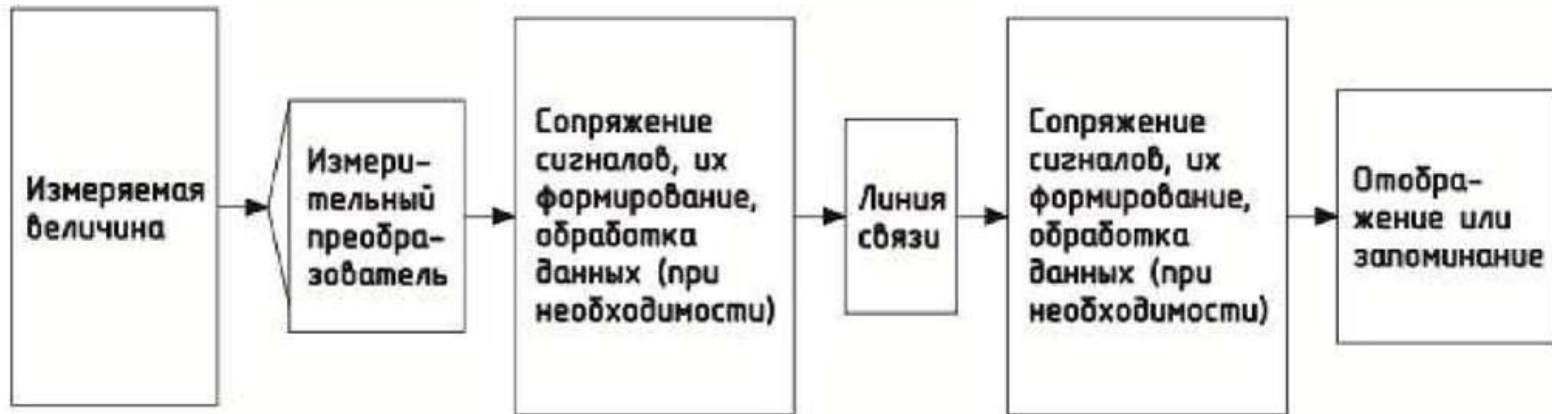 Измеряемая
величина
Измери-
тельный
преобра-
зователь
Сопряжение
сигналов, их
формирование,
обработка
данных (при
необходимости)
Линия
связи
Сопряжение
сигналов, их
формирование,
обработка
данных (при
необходимости)
Отобра-
жение или
запоминание